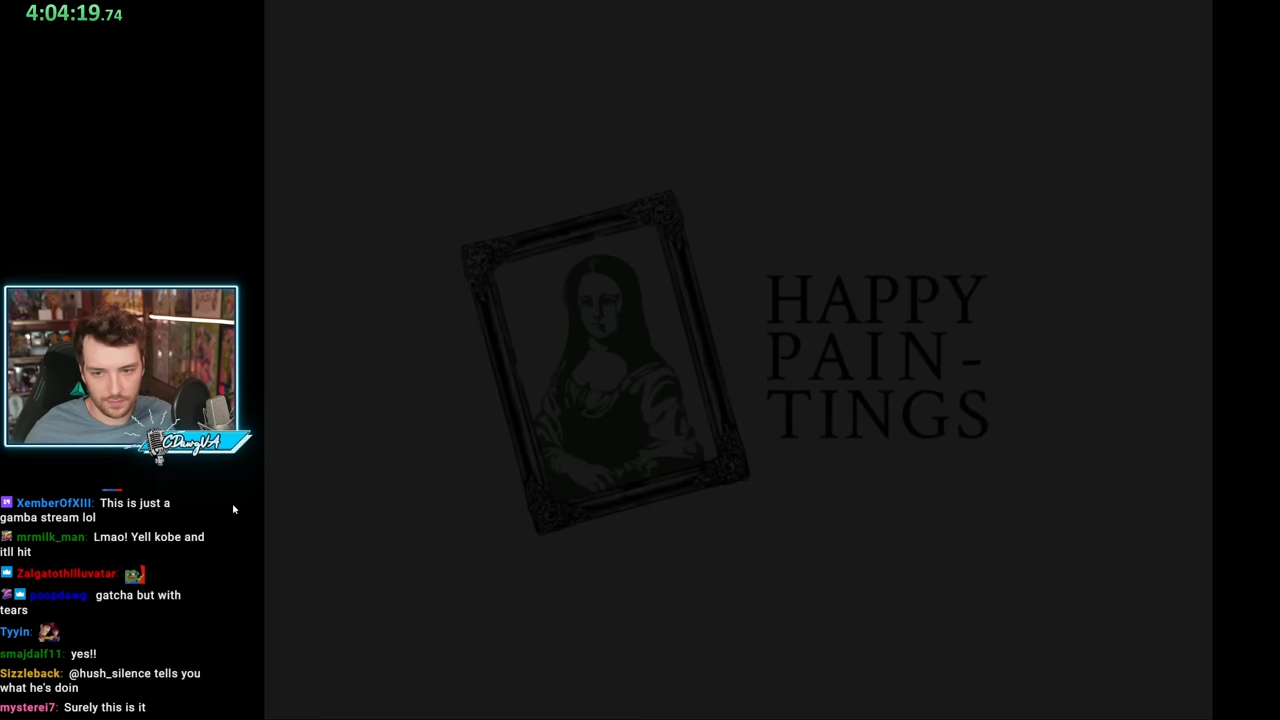 4:04:19.74
HAPPY
PAIN-
TINGS
CDawgVA
XemberOfXIII: This is just a
gamba stream lol
mrmilk_man: Lmao! Yell kobe and
itll hit
ZalgatothIlluvatar:
poopdawg: gatcha but with
tears
Tyyin:
smajdalf11: yes!!
Sizzleback: @hush_silence tells you
what he's doin
mysterei7: Surely this is it